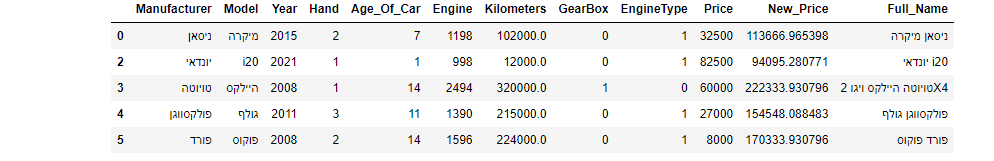 Manufacturer Model Year Hand Age_Of_Car Engine Kilometers GearBox EngineType Price New_Price Full_Name
0 ניסאן מיקרה 2015 2 7 1198 102000.0 0 1 32500 113666.965398 ניסאן מיקרה
2 יונדאי i20 2021 1 1 998 12000.0 0 1 82500 94095.280771 יונדאי i20
3 טויוטה היילקס 2008 1 14 2494 320000.0 1 0 60000 222333.930796 טויוטה היילקס ויגו 2X4
4 פולקסווגן גולף 2011 3 11 1390 215000.0 0 1 27000 154548.088483 פולקסווגן גולף
5 פורד פוקוס 2008 2 14 1596 224000.0 0 1 8000 170333.930796 פורד פוקוס